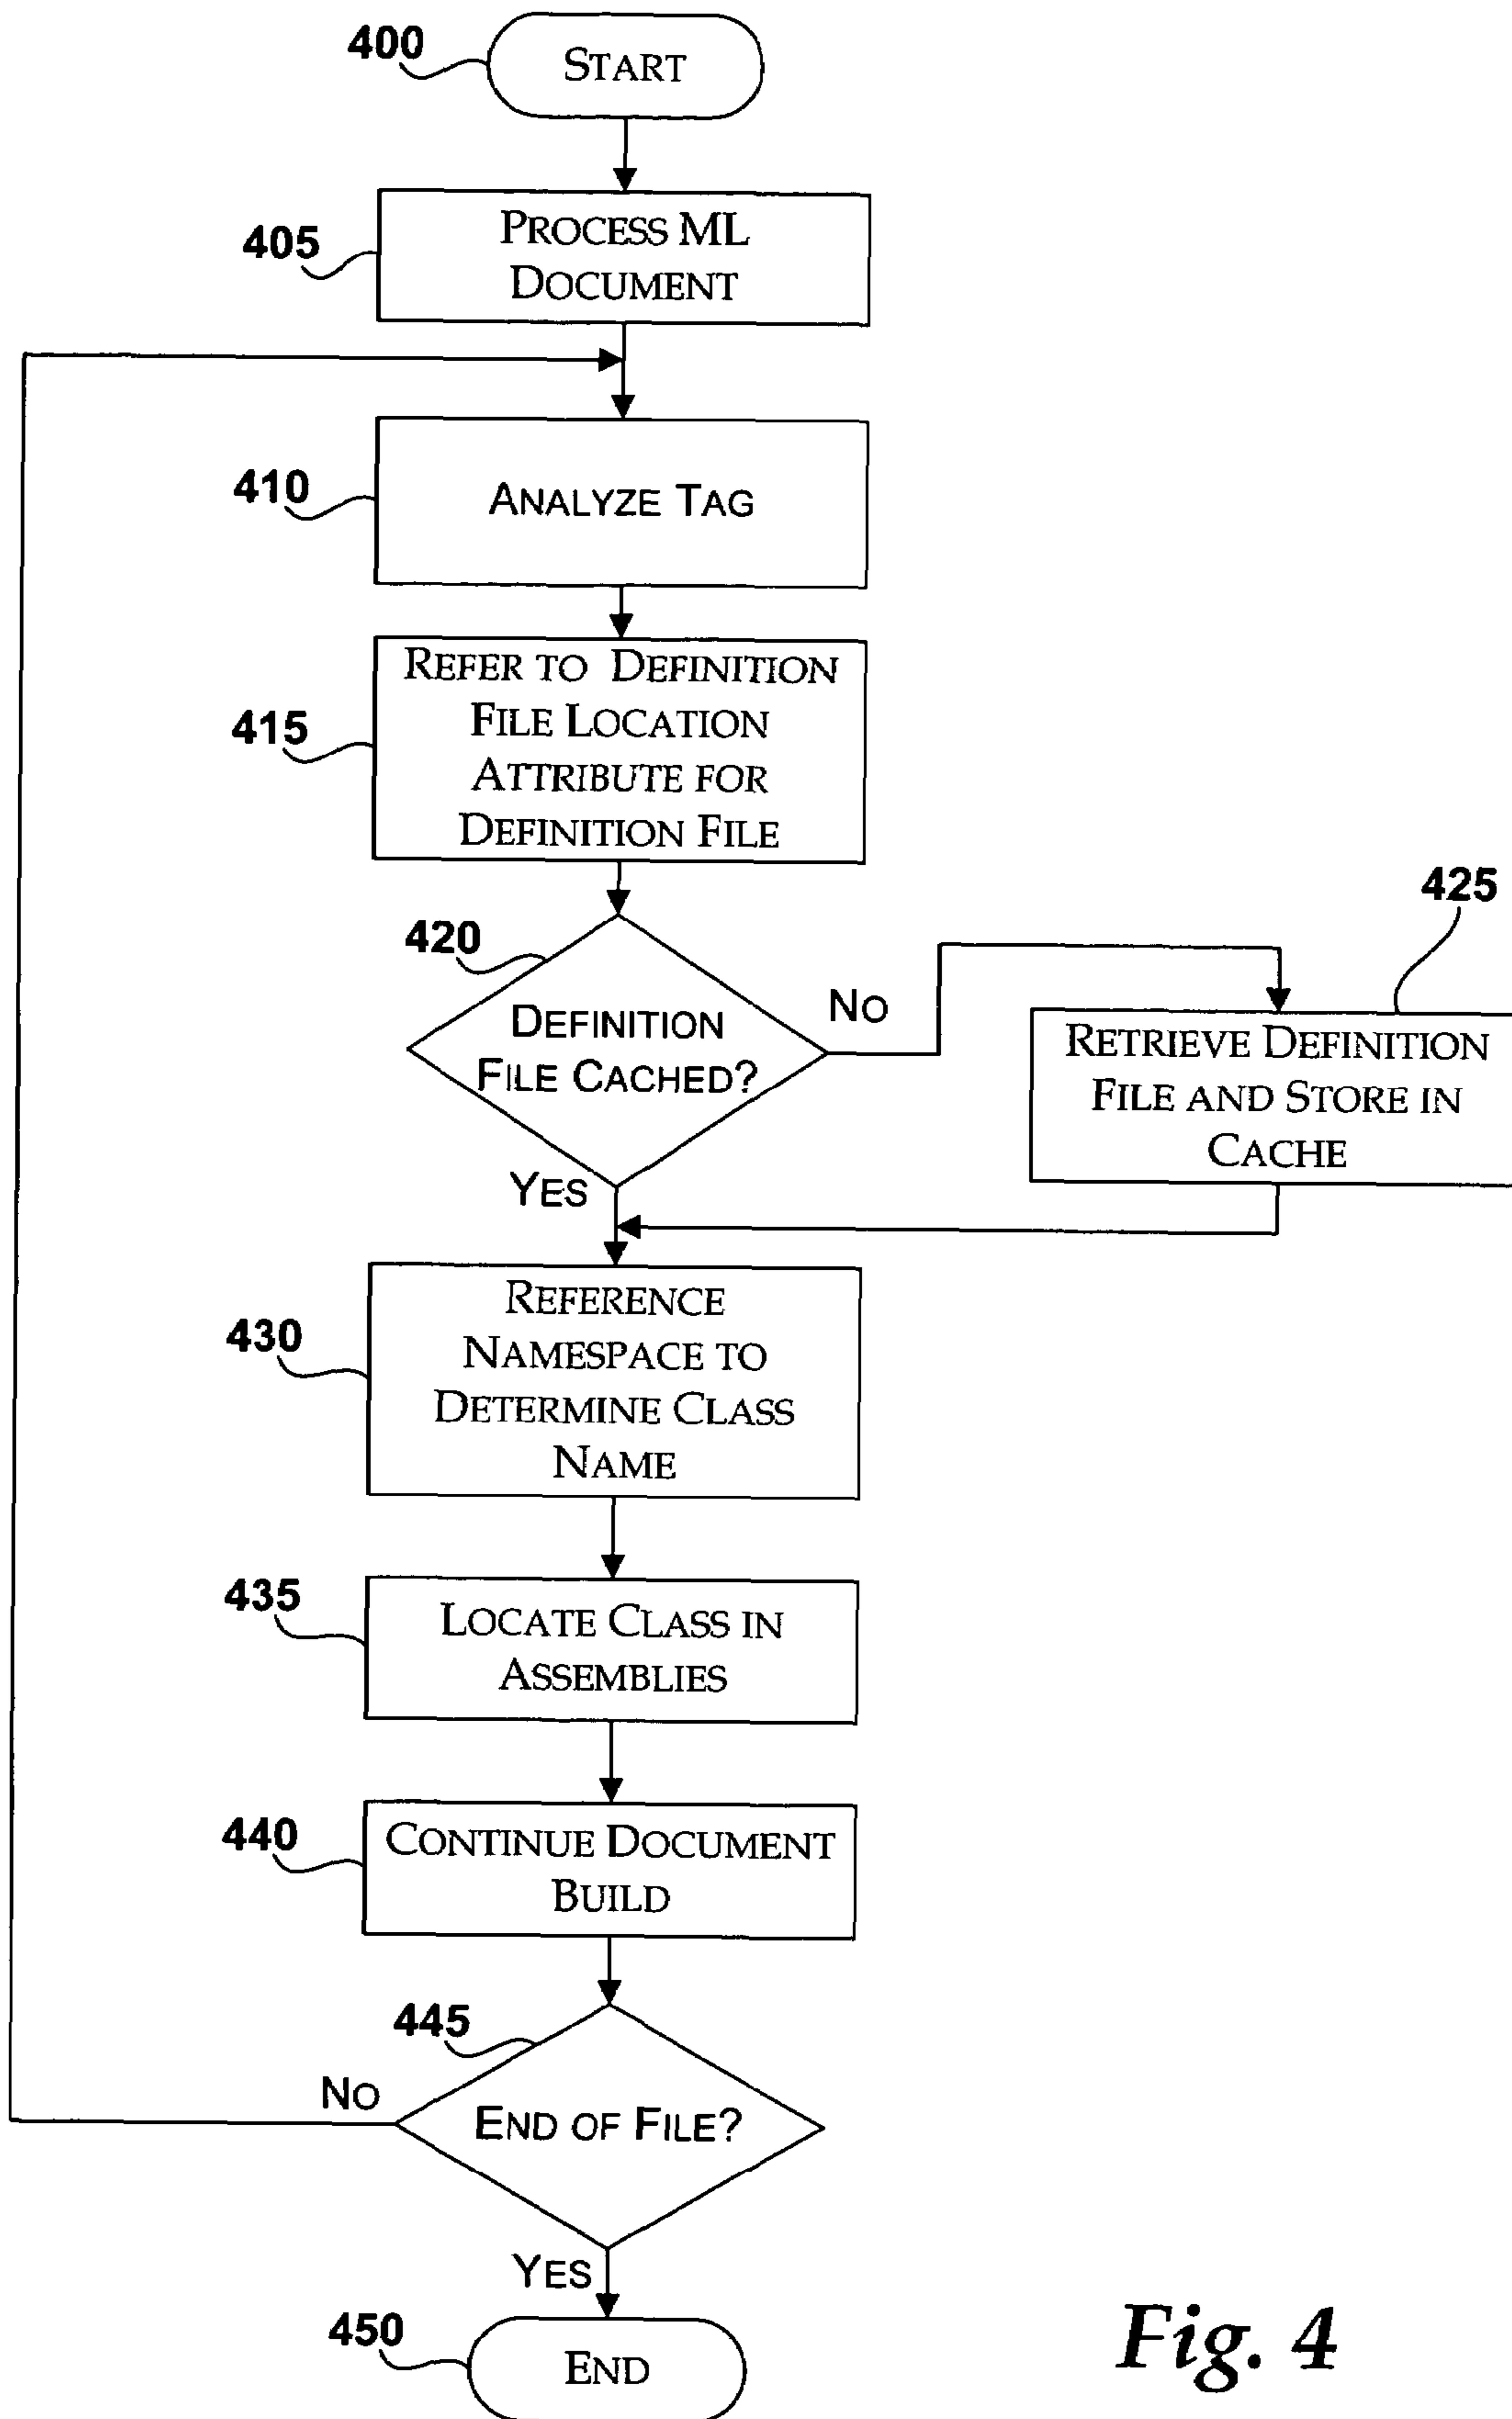 400
START
405
PROCESS ML
DOCUMENT
410
ANALYZE TAG
415
REFER TO DEFINITION
FILE LOCATION
ATTRIBUTE FOR
DEFINITION FILE
420
DEFINITION
FILE CACHED?
NO
425
RETRIEVE DEFINITION
FILE AND STORE IN
CACHE
YES
430
REFERENCE
NAMESPACE TO
DETERMINE CLASS
NAME
435
LOCATE CLASS IN
ASSEMBLIES
440
CONTINUE DOCUMENT
BUILD
445
NO
END OF FILE?
YES
450
END
Fig. 4